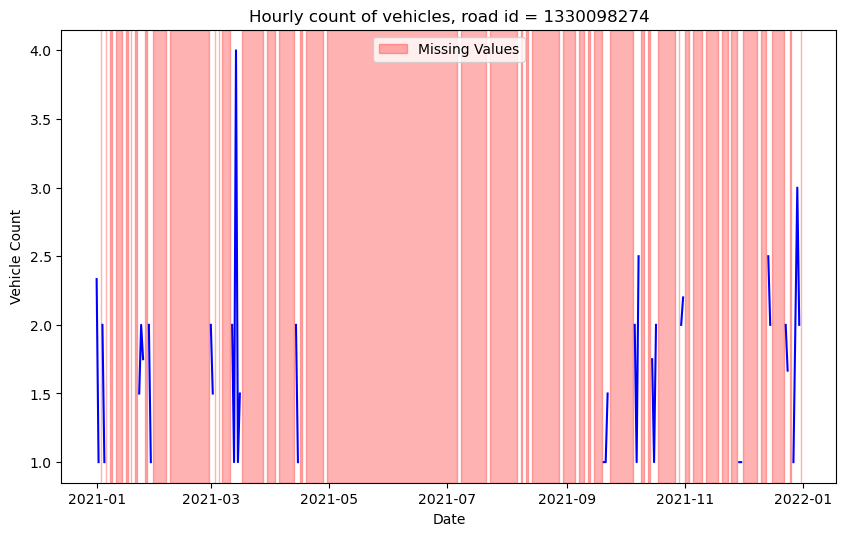 Hourly count of vehicles, road id = 1330098274
Missing Values
Vehicle Count
4.0
3.5
3.0
2.5
2.0
1.5
1.0
2021-01 2021-03 2021-05 2021-07 2021-09 2021-11 2022-01
Date